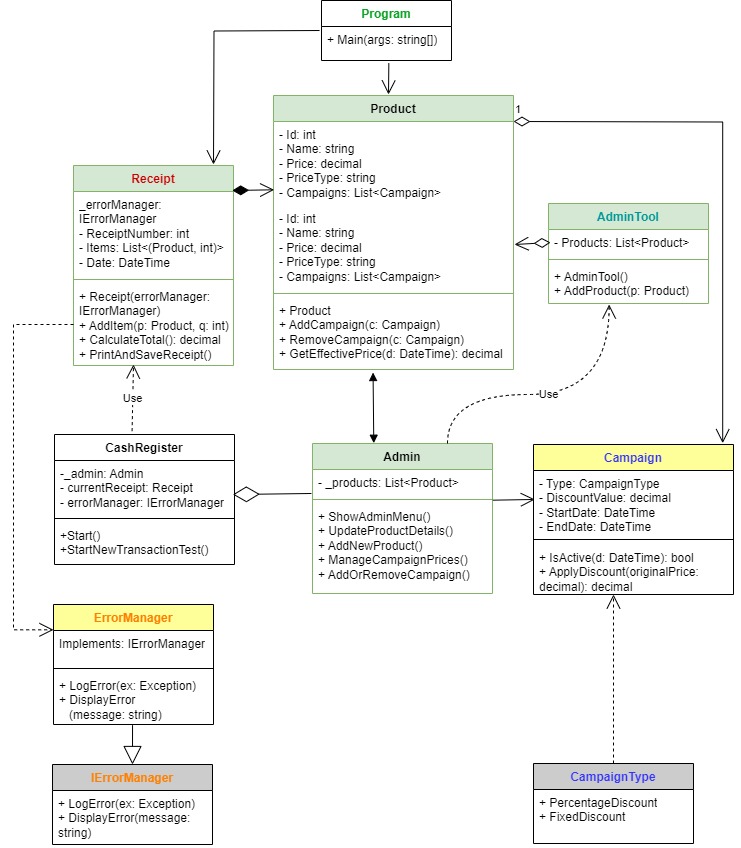 Program
+ Main(args: string[])
Product
1
- Id: int
- Name: string
- Price: decimal
- PriceType: string
- Campaigns: List<Campaign>
- Id: int
- Name: string
- Price: decimal
- PriceType: string
- Campaigns: List<Campaign>
+ Product
+ AddCampaign(c: Campaign)
+ RemoveCampaign(c: Campaign)
+ GetEffectivePrice(d: DateTime): decimal
Receipt
_errorManager:
IErrorManager
- ReceiptNumber: int
- Items: List<(Product, int)>
- Date: DateTime
+ Receipt(errorManager:
IErrorManager)
+ AddItem(p: Product, q: int)
+ CalculateTotal(): decimal
+ PrintAndSaveReceipt()
AdminTool
- Products: List<Product>
+ AdminTool()
+ AddProduct(p: Product)
Use
Use
CashRegister
-_admin: Admin
- currentReceipt: Receipt
- errorManager: IErrorManager
+Start()
+StartNewTransactionTest()
Admin
- _products: List<Product>
+ ShowAdminMenu()
+ UpdateProductDetails()
+ AddNewProduct()
+ ManageCampaignPrices()
+ AddOrRemoveCampaign()
Campaign
- Type: CampaignType
- DiscountValue: decimal
- StartDate: DateTime
- EndDate: DateTime
+ IsActive(d: DateTime): bool
+ ApplyDiscount(originalPrice:
decimal): decimal
ErrorManager
Implements: IErrorManager
+ LogError(ex: Exception)
+ DisplayError
(message: string)
IErrorManager
+ LogError(ex: Exception)
+ DisplayError(message:
string)
CampaignType
+ PercentageDiscount
+ FixedDiscount